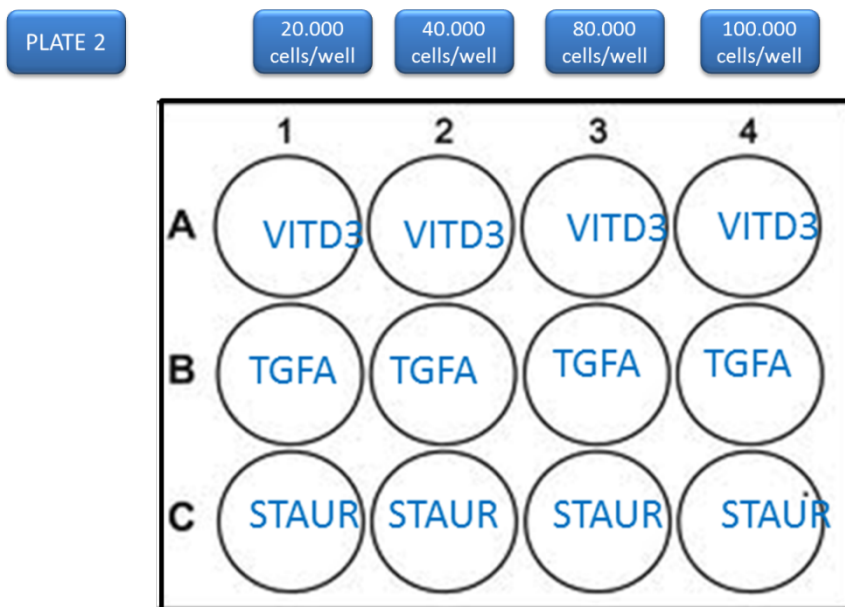 PLATE 2
20.000
cells/well
40.000
cells/well
80.000
cells/well
100.000
cells/well
1 2 3 4
A VITD3 VITD3 VITD3 VITD3
B TGFA TGFA TGFA TGFA
C STAUR STAUR STAUR STAUR